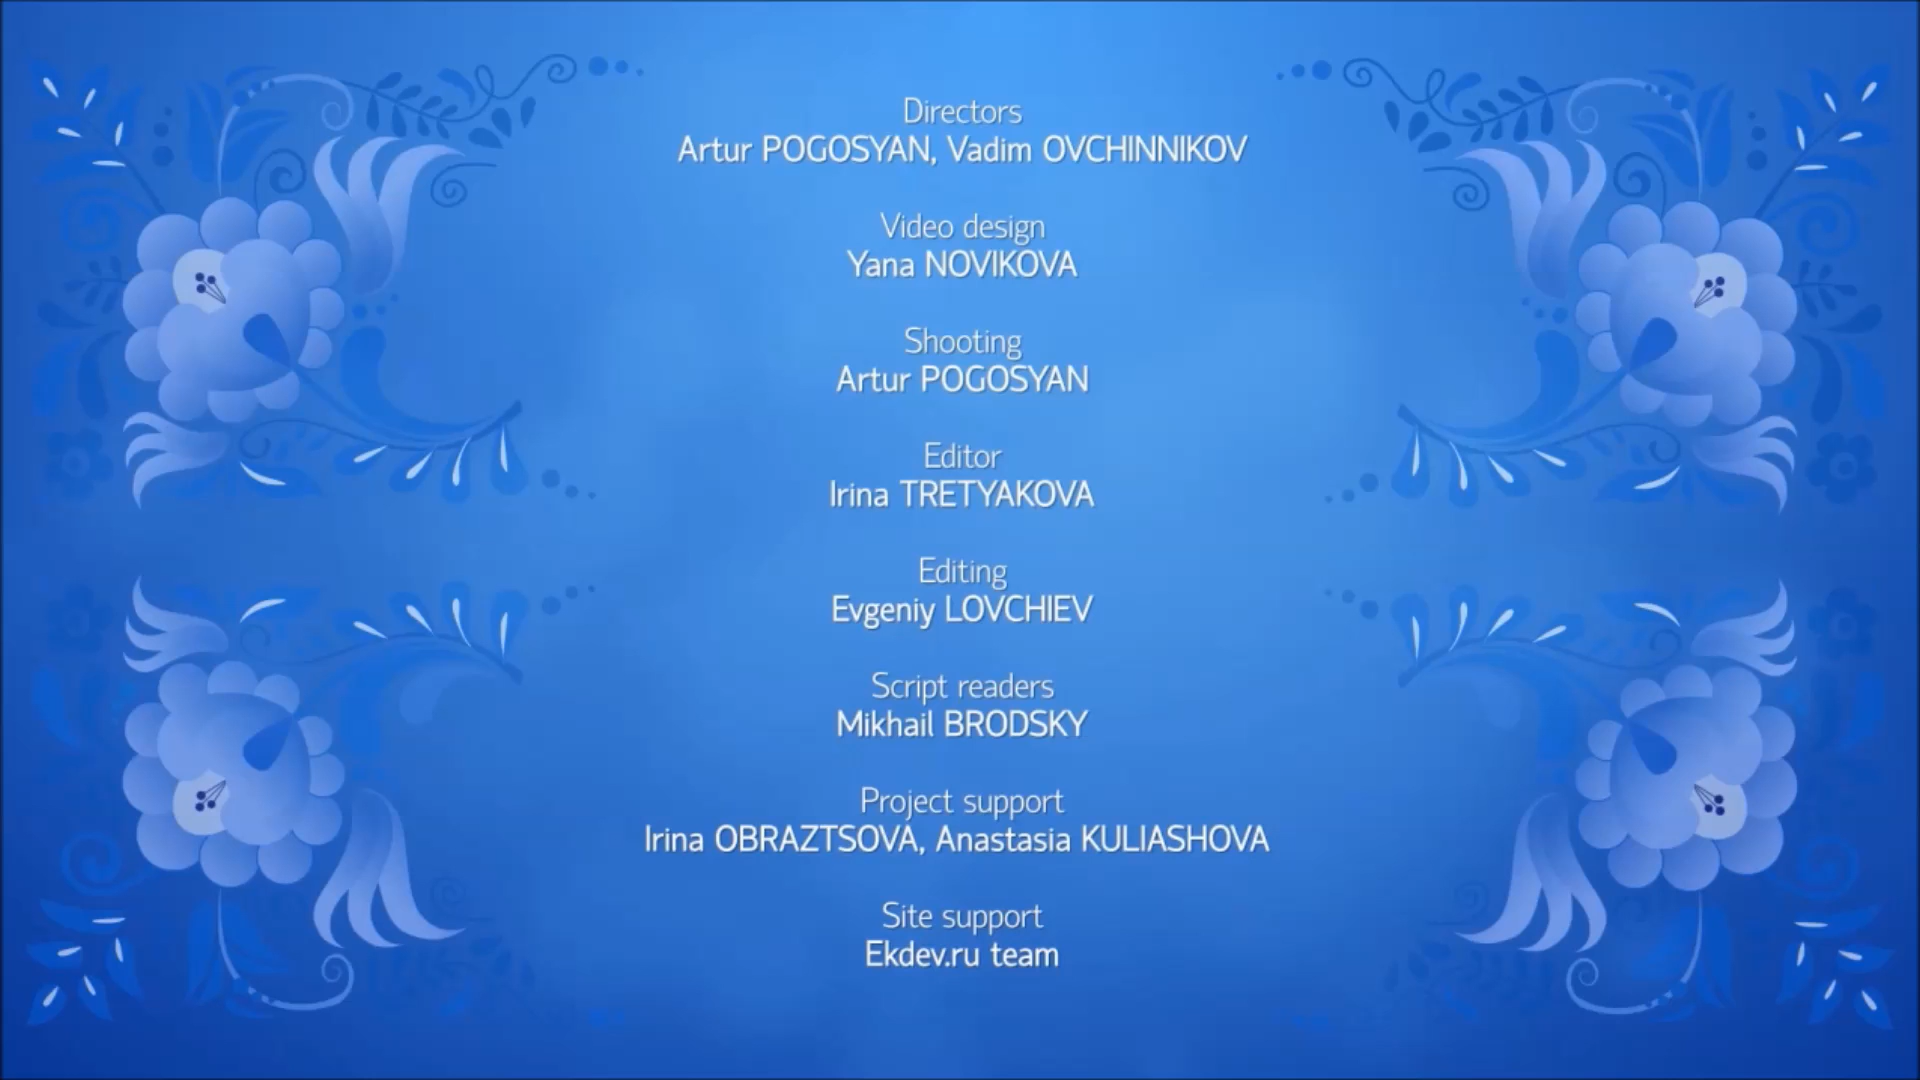 Directors
Artur POGOSYAN, Vadim OVCHINNIKOV
Video design
Yana NOVIKOVA
Shooting
Artur POGOSYAN
Editor
Irina TRETYAKOVA
Editing
Evgeniy LOVCHIEV
Script readers
Mikhail BRODSKY
Project support
Irina OBRAZTSOVA, Anastasia KULIASHOVA
Site support
Ekdev.ru team